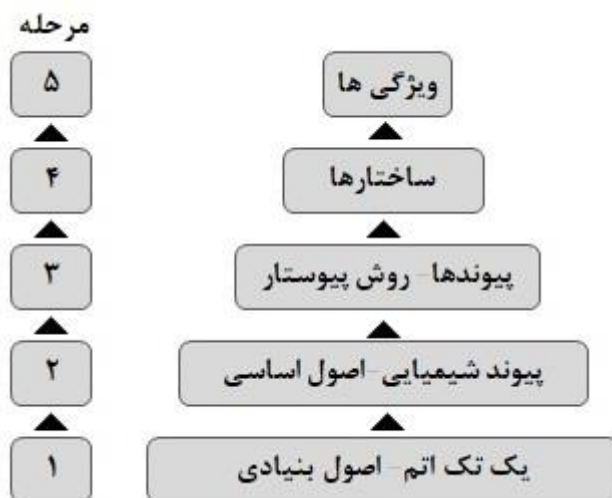 مرحله
۵
ویژگی ها
۴
ساختارها
۳
پیوندها- روش پیوستار
۲
پیوند شیمیایی-اصول اساسی
۱
یک تک اتم- اصول بنیادی